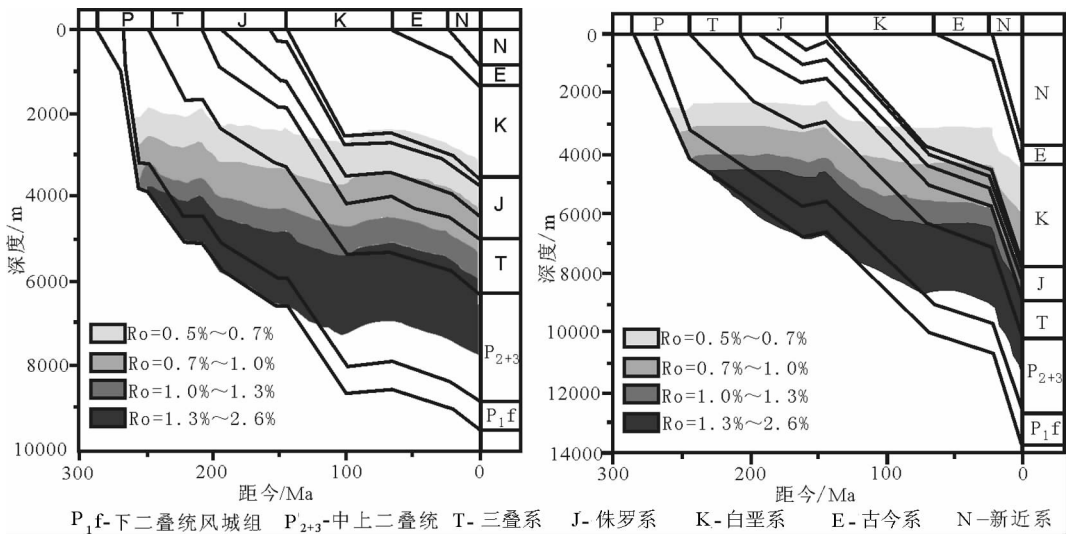 P T J K E N
P T J K E N
0
2000
4000
6000
8000
10000
深度/m
N
E
K
J
T
P2+3
P1f
Ro=0.5%～0.7%
Ro=0.7%～1.0%
Ro=1.0%～1.3%
Ro=1.3%～2.6%
300 200 100 0
距今/Ma
0
2000
4000
6000
8000
10000
12000
14000
深度/m
N
E
K
J
T
P2+3
P1f
Ro=0.5%～0.7%
Ro=0.7%～1.0%
Ro=1.0%～1.3%
Ro=1.3%～2.6%
300 200 100 0
距今/Ma
P1f-下二叠统风城组 P2+3-中上二叠统 T-三叠系 J-侏罗系 K-白垩系 E-古今系 N-新近系